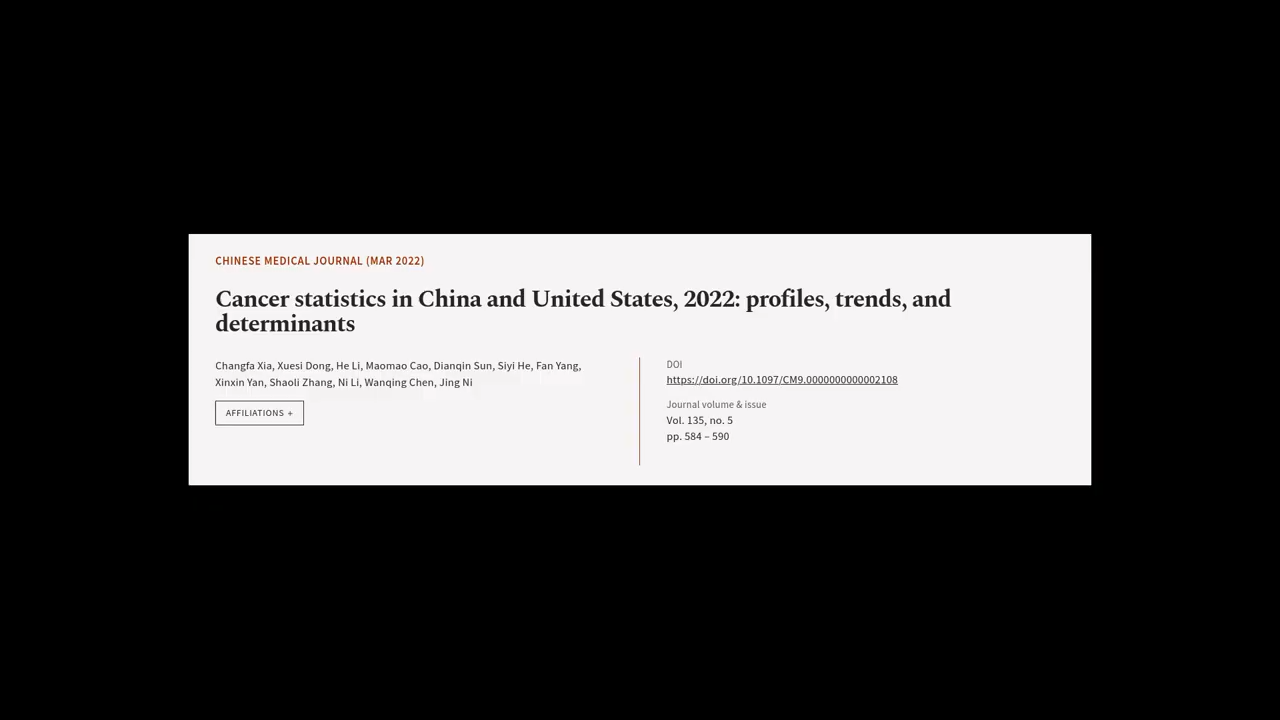 CHINESE MEDICAL JOURNAL (MAR 2022)
Cancer statistics in China and United States, 2022: profiles, trends, and
determinants
Changfa Xia, Xuesi Dong, He Li, Maomao Cao, Dianqin Sun, Siyi He, Fan Yang,
Xinxin Yan, Shaoli Zhang, Ni Li, Wanqing Chen, Jing Ni
AFFILIATIONS +
DOI
https://doi.org/10.1097/CM9.0000000000002108
Journal volume & issue
Vol. 135, no. 5
pp. 584 – 590